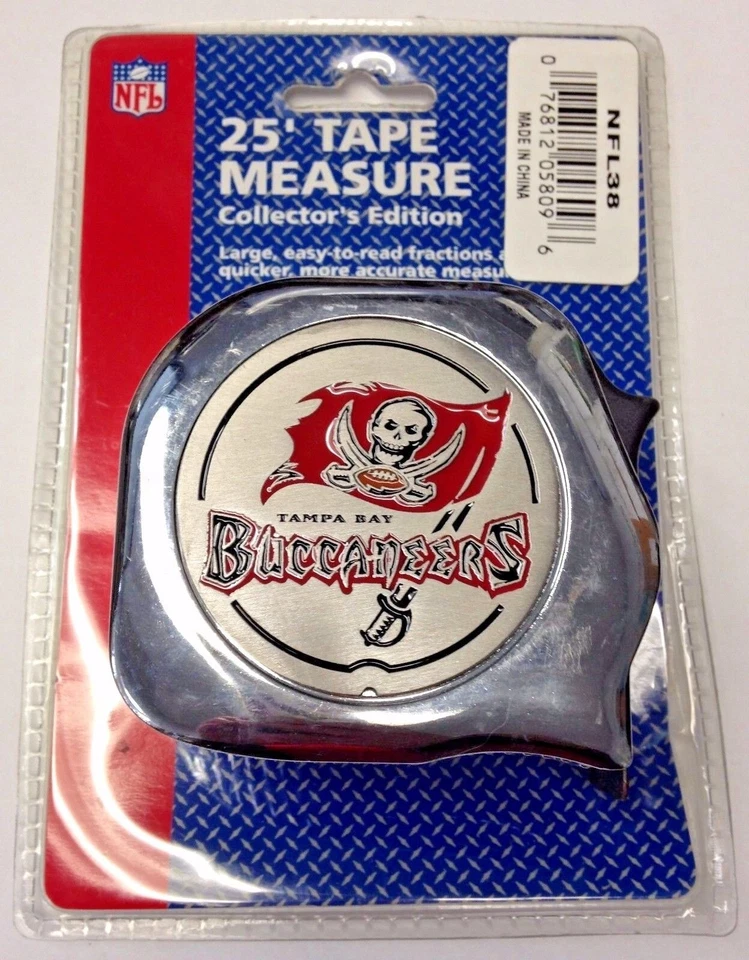 NFL
25' TAPE
MEASURE
Collector's Edition
Large, easy-to-read fractions
quicker, more accurate
NFL38
0 76812 05809 6
MADE IN CHINA
TAMPA BAY
BUCCANEERS